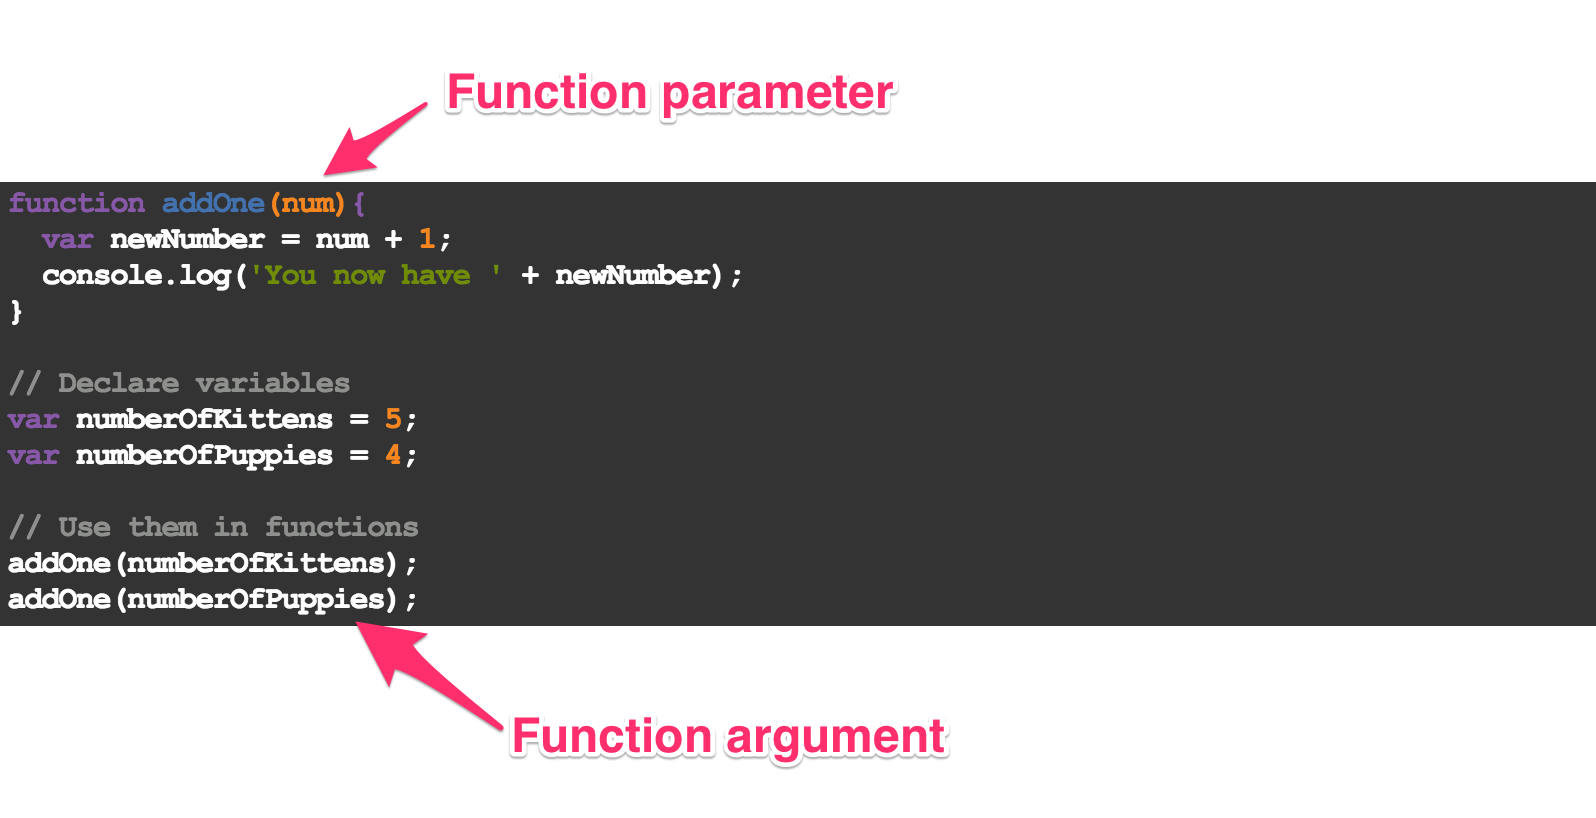 Function parameter
function addOne(num){
  var newNumber = num + 1;
  console.log('You now have ' + newNumber);
}
// Declare variables
var numberOfKittens = 5;
var numberOfPuppies = 4;
// Use them in functions
addOne(numberOfKittens);
addOne(numberOfPuppies);
Function argument